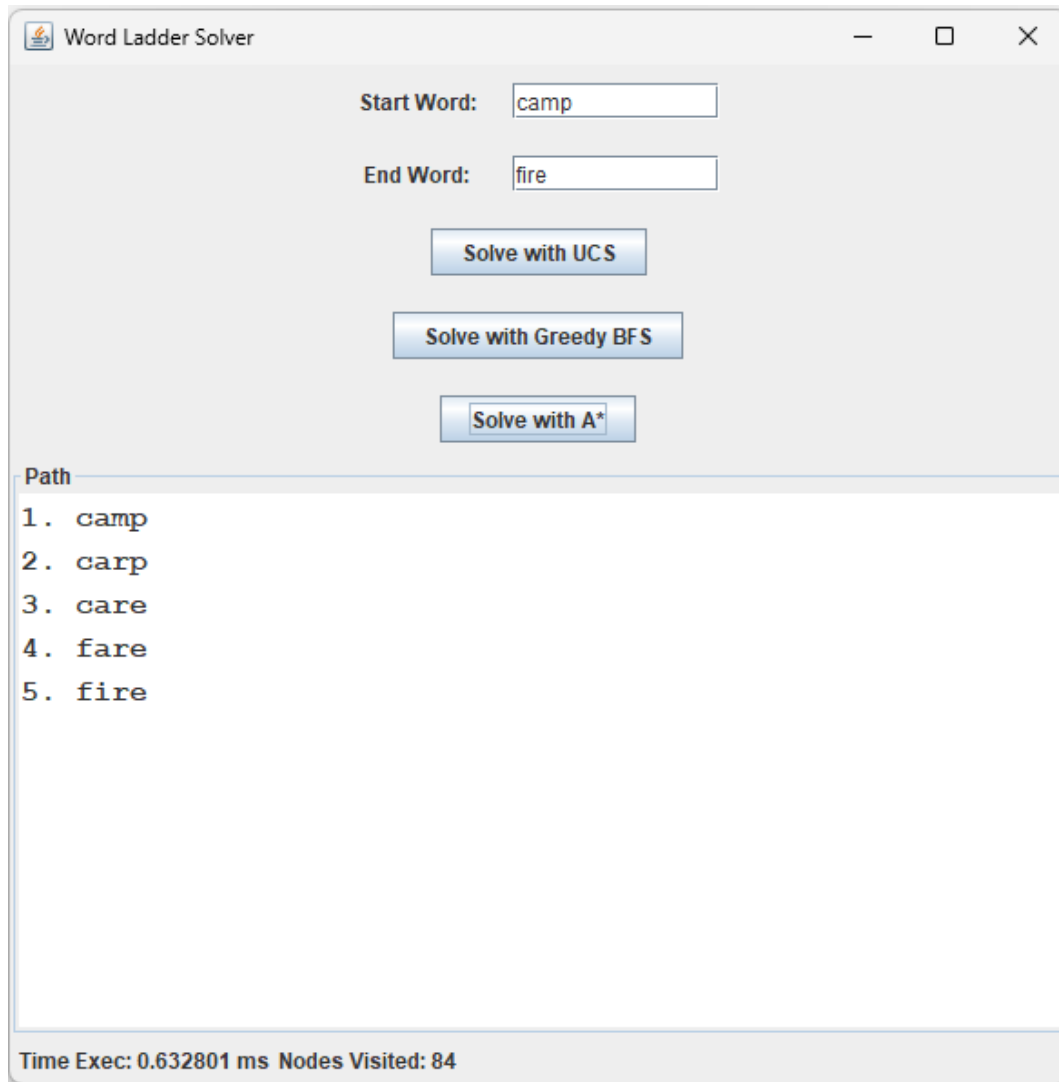 Word Ladder Solver
Start Word: camp
End Word: fire
Solve with UCS
Solve with Greedy BFS
Solve with A*
Path
1. camp
2. carp
3. care
4. fare
5. fire
Time Exec: 0.632801 ms Nodes Visited: 84